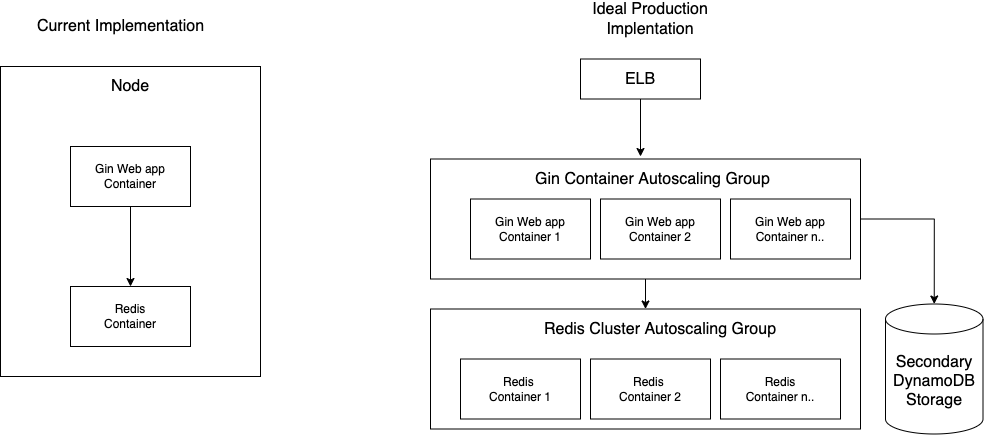 Current Implementation
Node
Gin Web app
Container
Redis
Container
Ideal Production
Implentation
ELB
Gin Container Autoscaling Group
Gin Web app
Container 1
Gin Web app
Container 2
Gin Web app
Container n..
Redis Cluster Autoscaling Group
Redis
Container 1
Redis
Container 2
Redis
Container n..
Secondary
DynamoDB
Storage